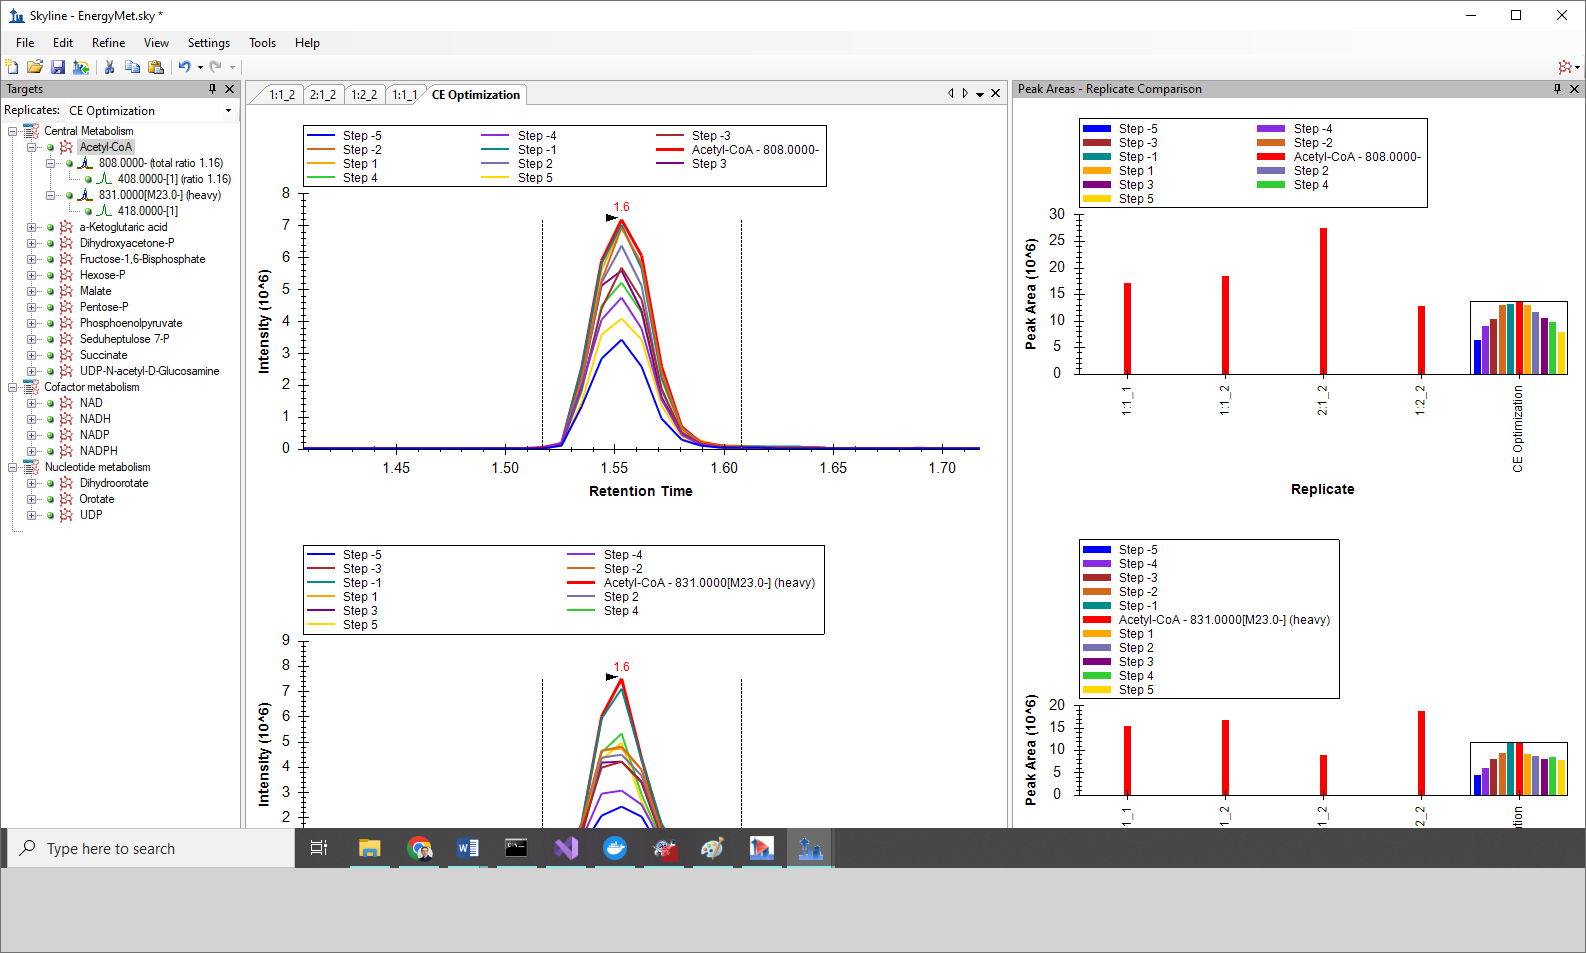 Skyline - EnergyMet.sky *
File Edit Refine View Settings Tools Help
Targets
Replicates: CE Optimization
Central Metabolism
Acetyl-CoA
808.0000- (total ratio 1.16)
408.0000-[1] (ratio 1.16)
831.0000[M23.0-] (heavy)
418.0000-[1]
a-Ketoglutaric acid
Dihydroxyacetone-P
Fructose-1,6-Bisphosphate
Hexose-P
Malate
Pentose-P
Phosphoenolpyruvate
Seduheptulose 7-P
Succinate
UDP-N-acetyl-D-Glucosamine
Cofactor metabolism
NAD
NADH
NADP
NADPH
Nucleotide metabolism
Dihydroorotate
Orotate
UDP
1:1_2 2:1_2 1:2_2 1:1_1 CE Optimization
Step -5 Step -4 Step -3
Step -2 Step -1 Acetyl-CoA - 808.0000-
Step 1 Step 2 Step 3
Step 4 Step 5
8
7
6
5
4
3
2
1
0
Intensity (10^6)
1.6
1.45 1.50 1.55 1.60 1.65 1.70
Retention Time
Step -5 Step -4
Step -3 Step -2
Step -1 Acetyl-CoA - 831.0000[M23.0-] (heavy)
Step 1 Step 2
Step 3 Step 4
Step 5
9
8
7
6
5
4
3
2
Intensity (10^6)
1.6
Peak Areas - Replicate Comparison
Step -5 Step -4
Step -3 Step -2
Step -1 Acetyl-CoA - 808.0000-
Step 1 Step 2
Step 3 Step 4
Step 5
30
25
20
15
10
5
0
Peak Area (10^6)
1:1_1 1:1_2 2:1_2 1:2_2 CE Optimization
Replicate
Step -5
Step -4
Step -3
Step -2
Step -1
Acetyl-CoA - 831.0000[M23.0-] (heavy)
Step 1
Step 2
Step 3
Step 4
Step 5
20
15
10
5
0
Peak Area (10^6)
1_1 1_2 1_2 2_2 ation
Type here to search